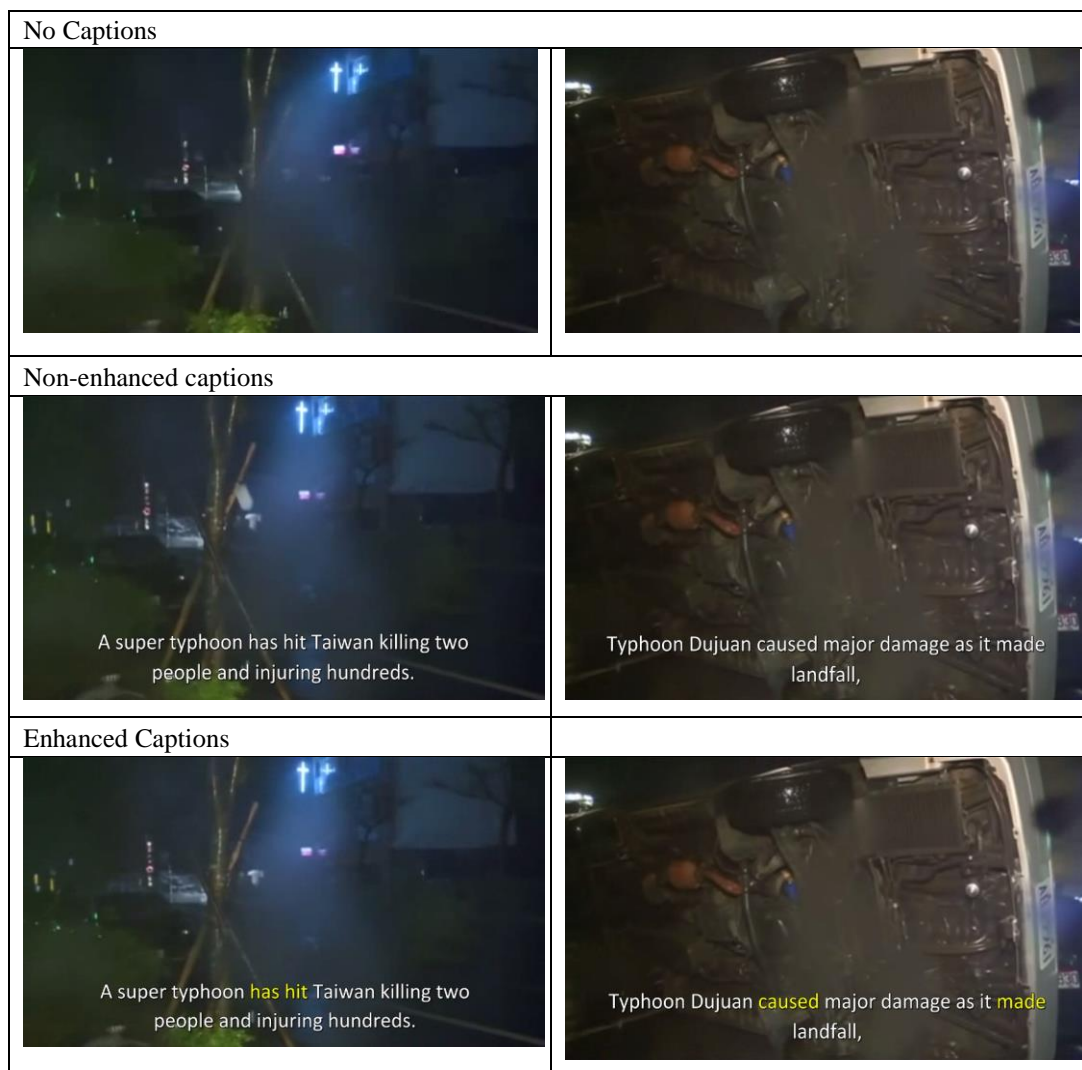 No Captions
Non-enhanced captions
A super typhoon has hit Taiwan killing two
people and injuring hundreds.
Typhoon Dujuan caused major damage as it made
landfall,
Enhanced Captions
A super typhoon has hit Taiwan killing two
people and injuring hundreds.
Typhoon Dujuan caused major damage as it made
landfall,